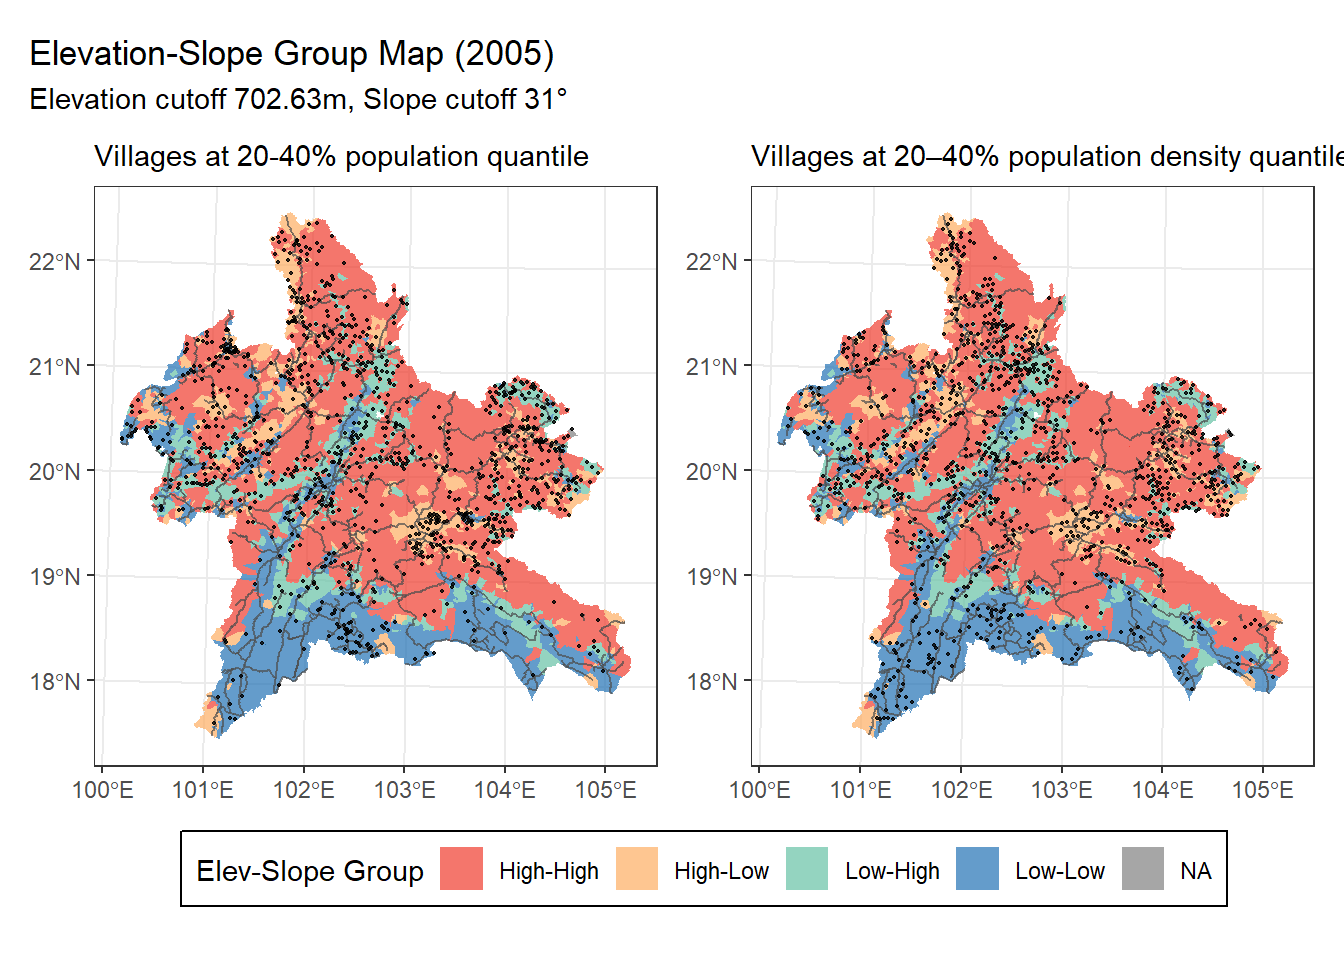 Elevation-Slope Group Map (2005)
Elevation cutoff 702.63m, Slope cutoff 31°
Villages at 20-40% population quantile
Villages at 20–40% population density quantile
22°N
21°N
20°N
19°N
18°N
100°E 101°E 102°E 103°E 104°E 105°E
22°N
21°N
20°N
19°N
18°N
100°E 101°E 102°E 103°E 104°E 105°E
Elev-Slope Group High-High High-Low Low-High Low-Low NA